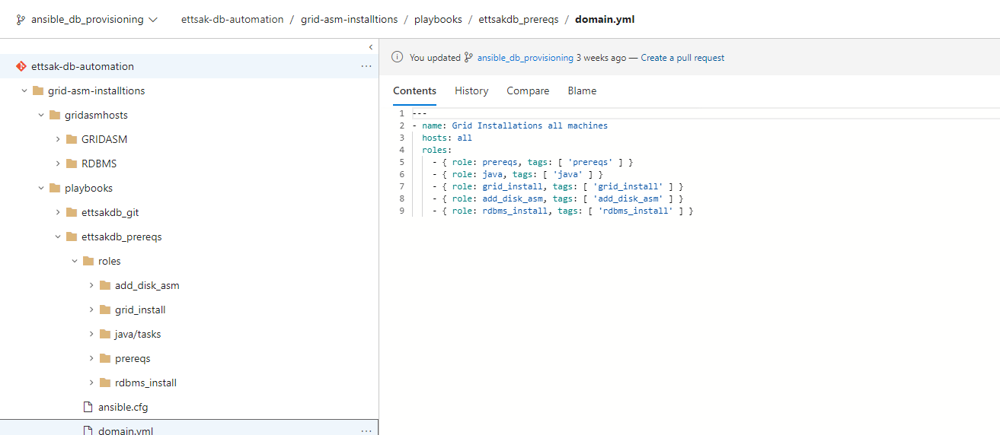 ansible_db_provisioning
ettsak-db-automation / grid-asm-installtions / playbooks / ettsakdb_prereqs / domain.yml
ettsak-db-automation
grid-asm-installtions
gridasmhosts
GRIDASM
RDBMS
playbooks
ettsakdb_git
ettsakdb_prereqs
roles
add_disk_asm
grid_install
java/tasks
prereqs
rdbms_install
ansible.cfg
domain.yml
You updated ansible_db_provisioning 3 weeks ago — Create a pull request
Contents History Compare Blame
1 ---
2 - name: Grid Installations all machines
3 hosts: all
4 roles:
5 - { role: prereqs, tags: [ 'prereqs' ] }
6 - { role: java, tags: [ 'java' ] }
7 - { role: grid_install, tags: [ 'grid_install' ] }
8 - { role: add_disk_asm, tags: [ 'add_disk_asm' ] }
9 - { role: rdbms_install, tags: [ 'rdbms_install' ] }